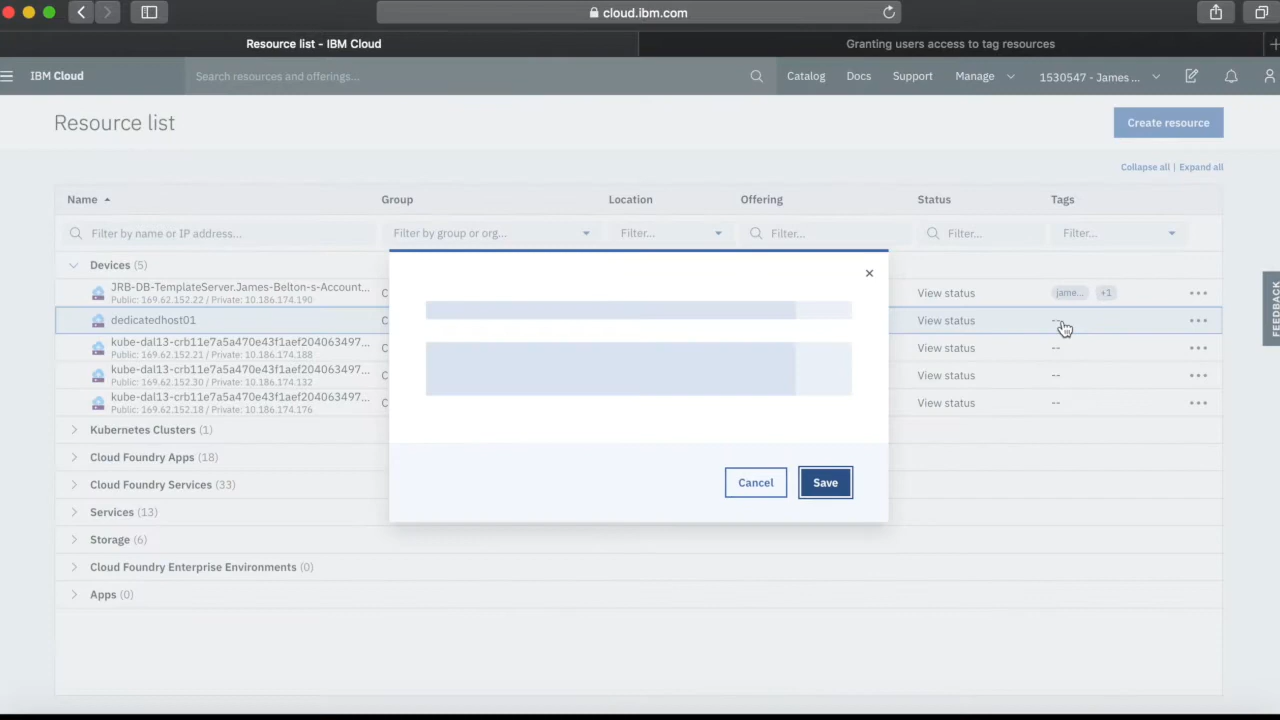 cloud.ibm.com
Resource list - IBM Cloud
Granting users access to tag resources
IBM Cloud
Search resources and offerings...
Catalog
Docs
Support
Manage
1530547 - James ...
Resource list
Create resource
Collapse all | Expand all
Name
Group
Location
Offering
Status
Tags
Filter by name or IP address...
Filter by group or org...
Filter...
Filter...
Filter...
Filter...
Devices (5)
JRB-DB-TemplateServer.James-Belton-s-Account...
Public: 169.62.152.22 / Private: 10.186.174.190
C
View status
jame...
+1
dedicatedhost01
C
View status
--
kube-dal13-crb11e7a5a470e43f1aef204063497...
Public: 169.62.152.21 / Private: 10.186.174.188
C
View status
--
kube-dal13-crb11e7a5a470e43f1aef204063497...
Public: 169.62.152.30 / Private: 10.186.174.132
C
View status
--
kube-dal13-crb11e7a5a470e43f1aef204063497...
Public: 169.62.152.18 / Private: 10.186.174.176
C
View status
--
Kubernetes Clusters (1)
Cloud Foundry Apps (18)
Cloud Foundry Services (33)
Services (13)
Storage (6)
Cloud Foundry Enterprise Environments (0)
Apps (0)
Cancel
Save
FEEDBACK